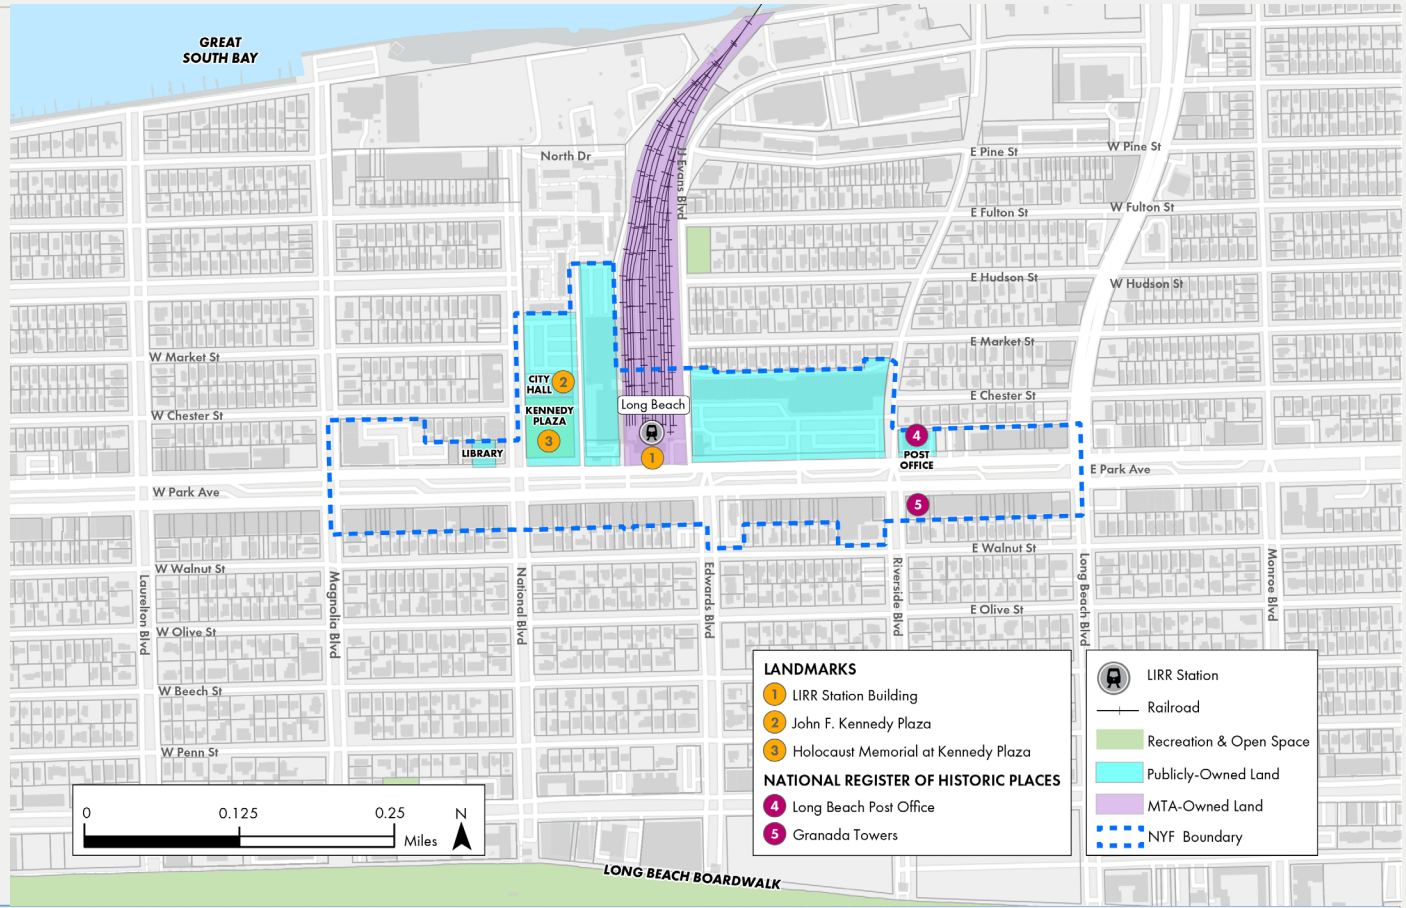 GREAT
SOUTH BAY
North Dr
N Evans Blvd
E Pine St
W Pine St
E Fulton St
W Fulton St
E Hudson St
W Hudson St
E Market St
W Market St
E Chester St
W Chester St
CITY
HALL
2
KENNEDY
PLAZA
3
Long Beach
1
LIBRARY
4
POST
OFFICE
5
E Park Ave
W Park Ave
E Walnut St
W Walnut St
E Olive St
W Olive St
W Beech St
W Penn St
Laurelton Blvd
Magnolia Blvd
National Blvd
Edwards Blvd
Riverside Blvd
Long Beach Blvd
Monroe Blvd
LANDMARKS
1 LIRR Station Building
2 John F. Kennedy Plaza
3 Holocaust Memorial at Kennedy Plaza
NATIONAL REGISTER OF HISTORIC PLACES
4 Long Beach Post Office
5 Granada Towers
LIRR Station
Railroad
Recreation & Open Space
Publicly-Owned Land
MTA-Owned Land
NYF Boundary
0 0.125 0.25
Miles
N
LONG BEACH BOARDWALK